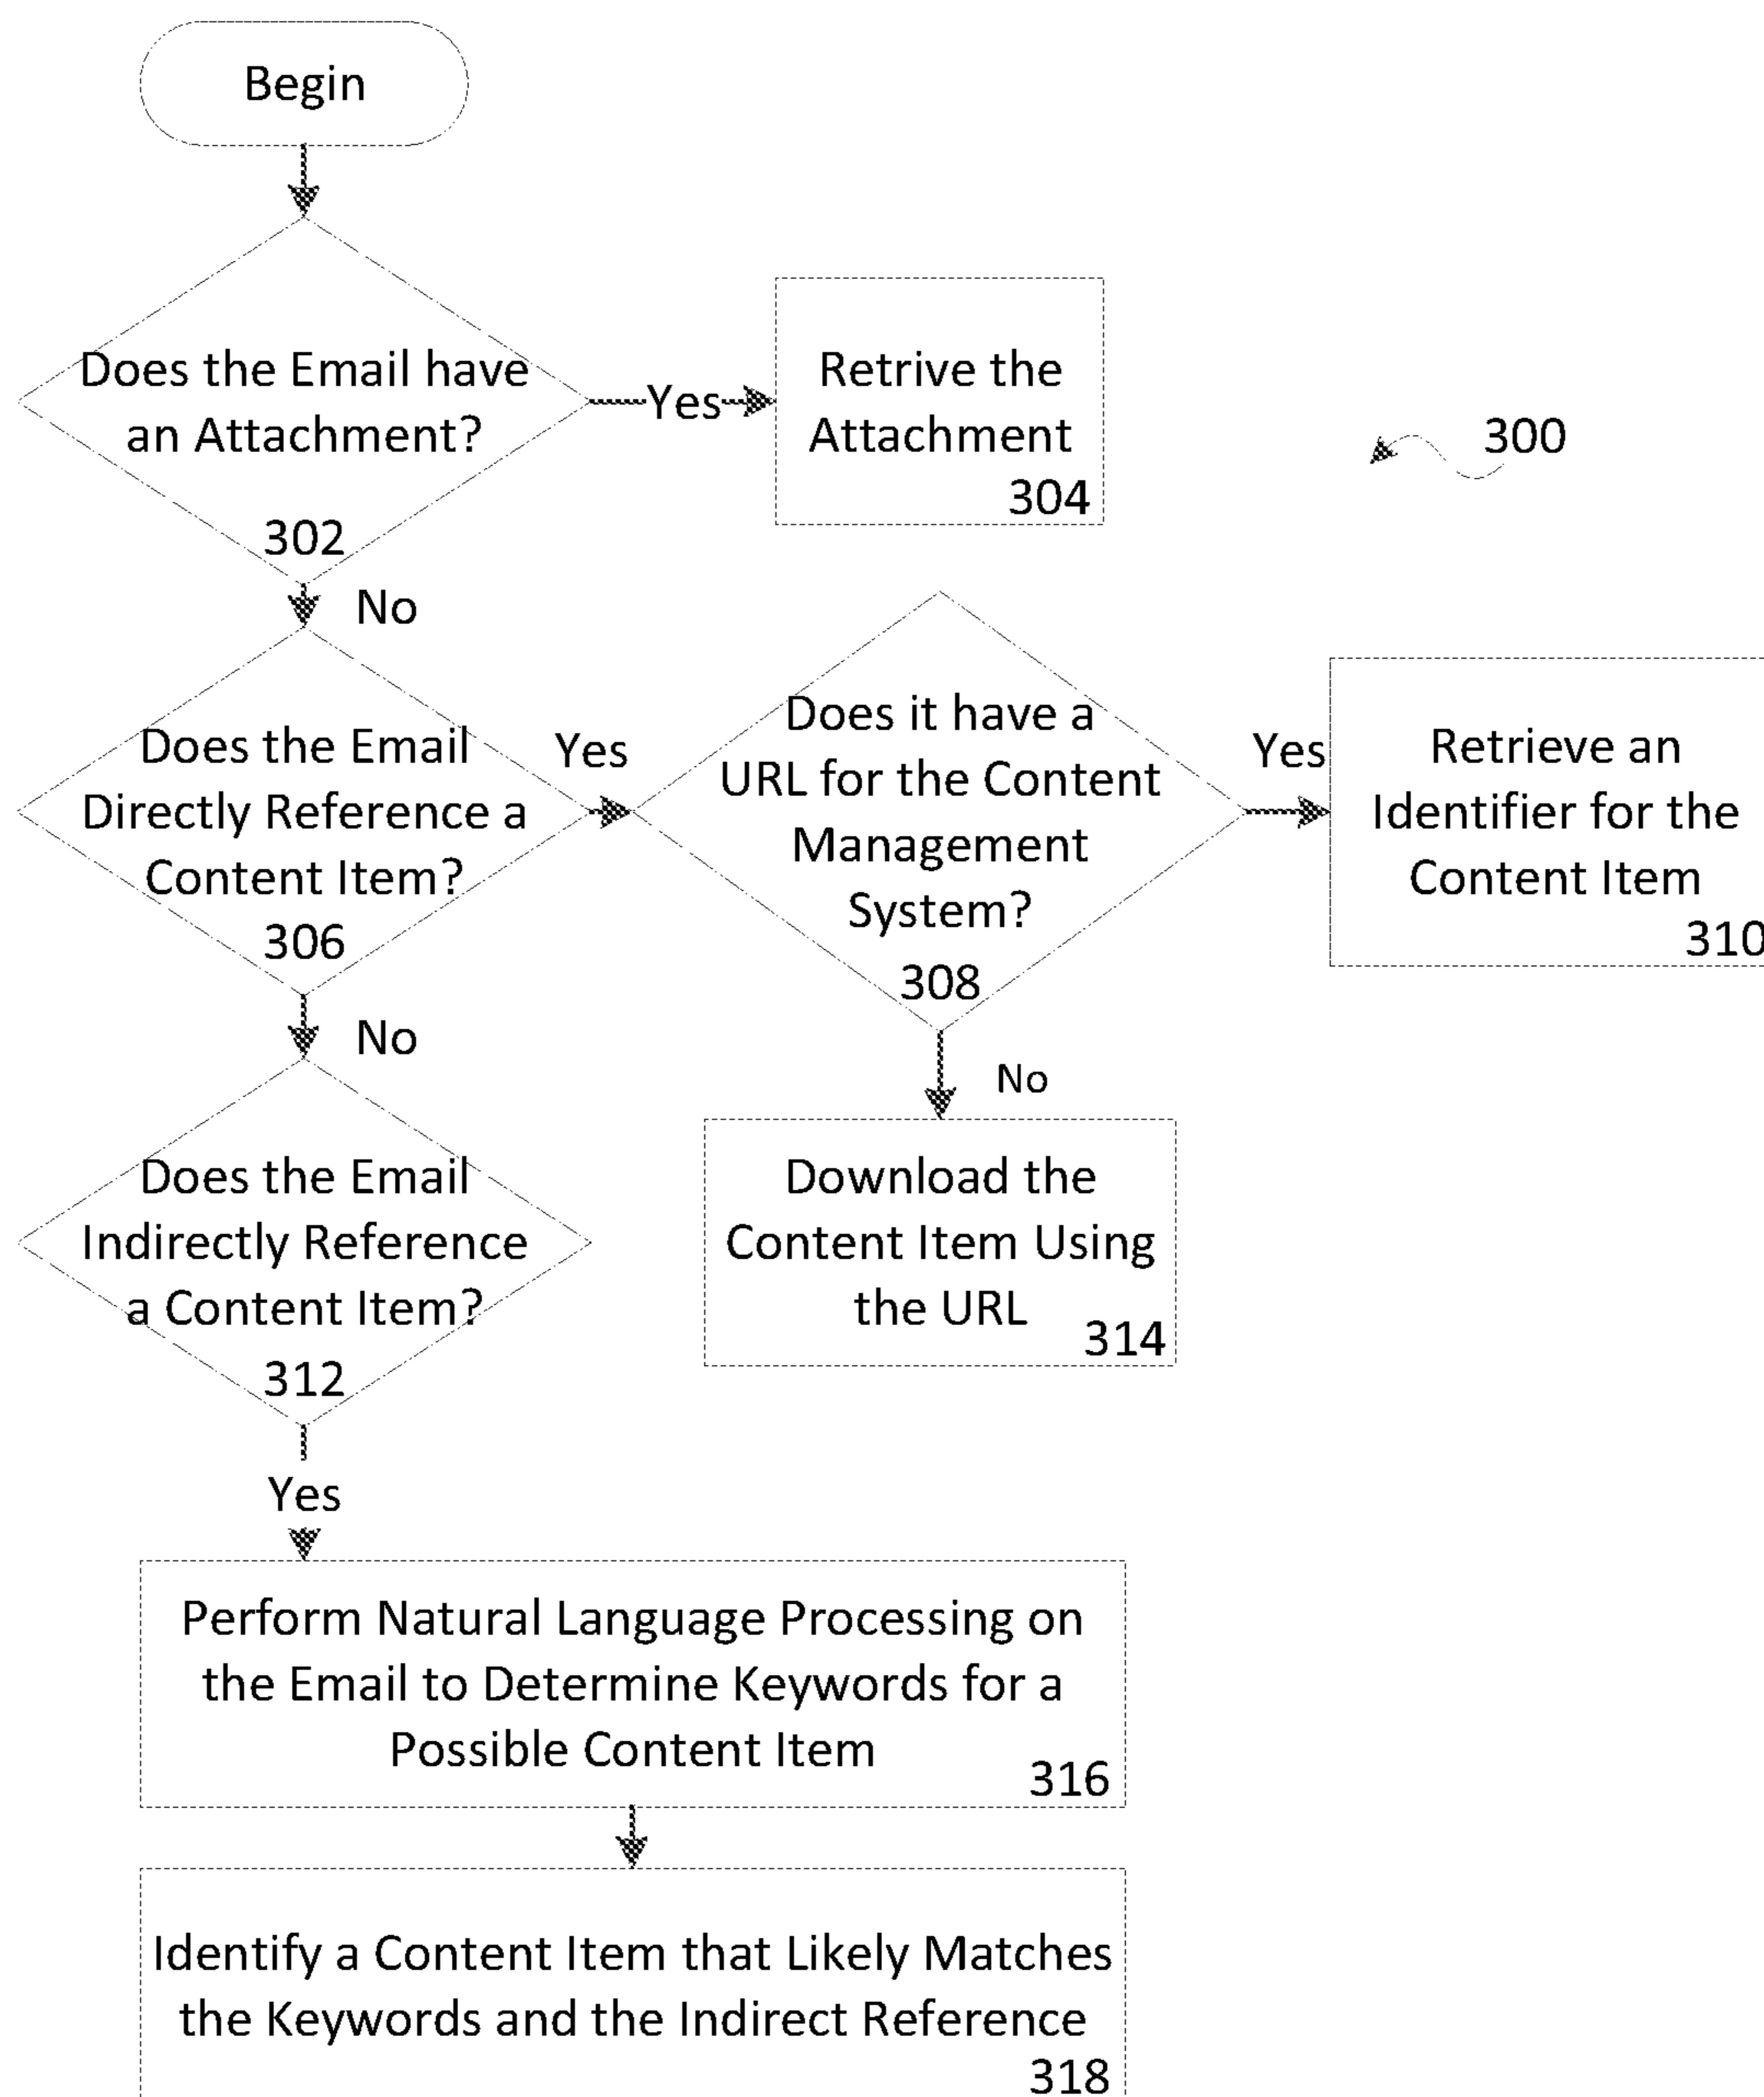 Begin
Does the Email have
an Attachment?
302
Yes
Retrive the
Attachment
304
300
No
Does the Email
Directly Reference a
Content Item?
306
Yes
Does it have a
URL for the Content
Management
System?
308
Yes
Retrieve an
Identifier for the
Content Item
310
No
No
Does the Email
Indirectly Reference
a Content Item?
312
Download the
Content Item Using
the URL
314
Yes
Perform Natural Language Processing on
the Email to Determine Keywords for a
Possible Content Item
316
Identify a Content Item that Likely Matches
the Keywords and the Indirect Reference
318